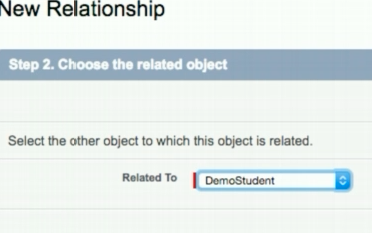 New Relationship
Step 2. Choose the related object
Select the other object to which this object is related.
Related To
DemoStudent